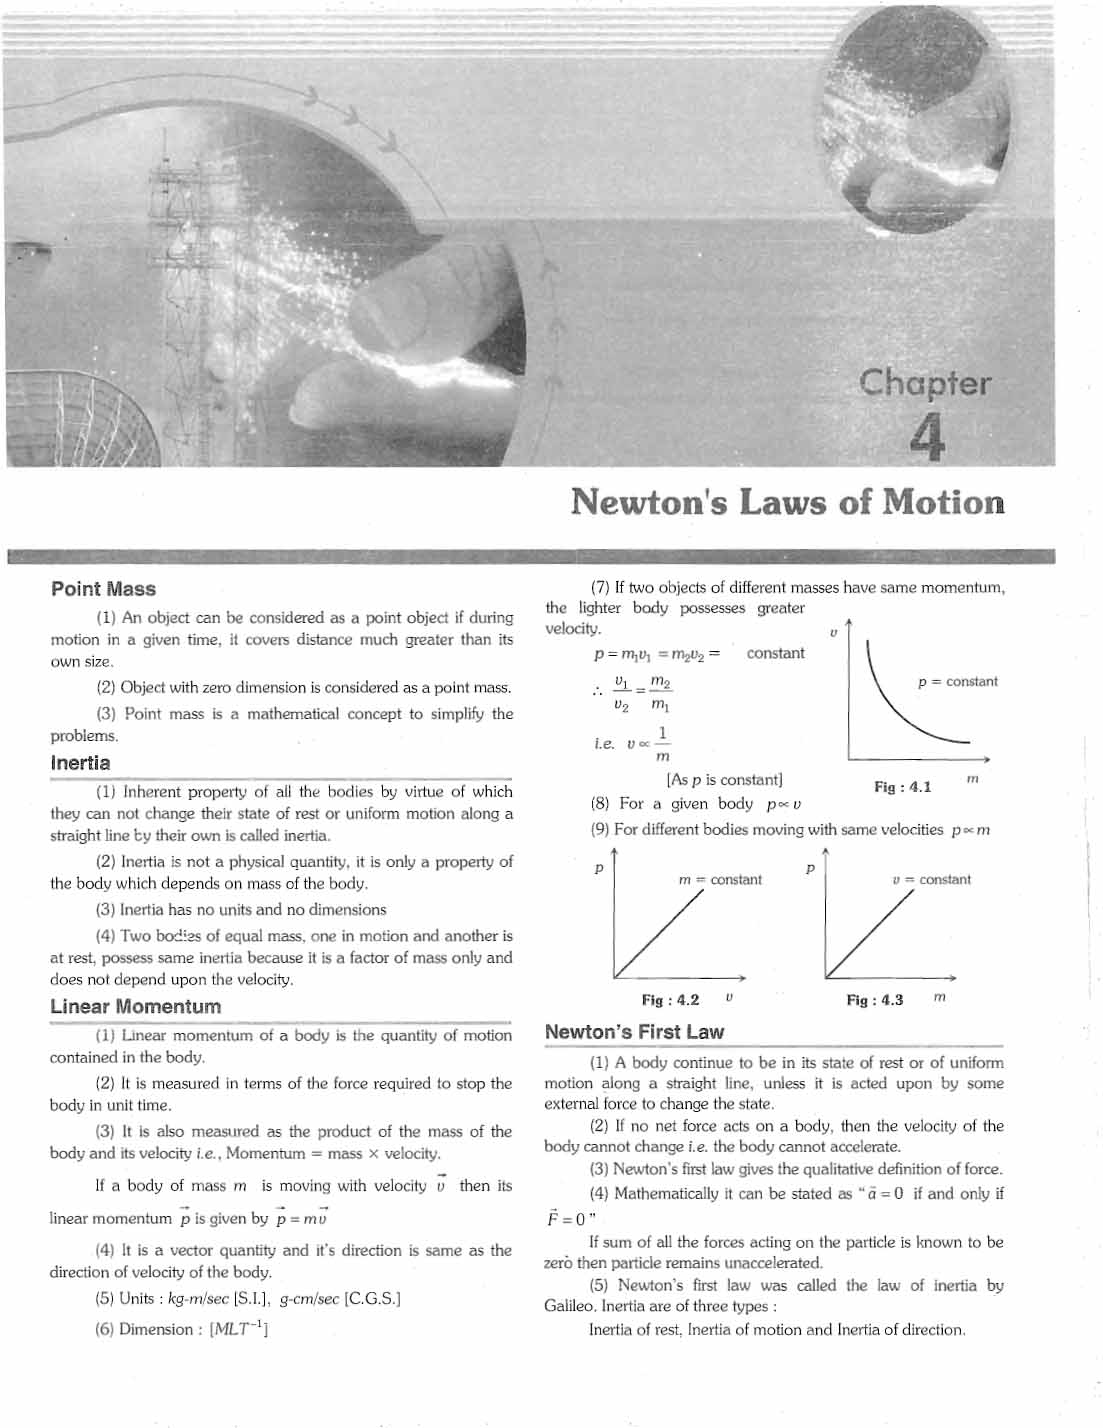 Chapter
4
Newton's Laws of Motion
Point Mass
(1) An object can be considered as a point object if during
motion in a given time, it covers distance much greater than its
own size.
(2) Object with zero dimension is considered as a point mass.
(3) Point mass is a mathematical concept to simplify the
problems.
Inertia
(1) Inherent property of all the bodies by virtue of which
they can not change their state of rest or uniform motion along a
straight line by their own is called inertia.
(2) Inertia is not a physical quantity, it is only a property of
the body which depends on mass of the body.
(3) Inertia has no units and no dimensions
(4) Two bodies of equal mass, one in motion and another is
at rest, possess same inertia because it is a factor of mass only and
does not depend upon the velocity.
Linear Momentum
(1) Linear momentum of a body is the quantity of motion
contained in the body.
(2) It is measured in terms of the force required to stop the
body in unit time.
(3) It is also measured as the product of the mass of the
body and its velocity i.e., Momentum = mass × velocity.
If a body of mass m is moving with velocity v⃗ then its
linear momentum p⃗ is given by p⃗ = mv⃗
(4) It is a vector quantity and it's direction is same as the
direction of velocity of the body.
(5) Units : kg-m/sec [S.I.], g-cm/sec [C.G.S.]
(6) Dimension : [MLT⁻¹]
(7) If two objects of different masses have same momentum,
the lighter body possesses greater
velocity.
p = m₁v₁ = m₂v₂ = constant
∴ v₁/v₂ = m₂/m₁
i.e. v ∝ 1/m
[As p is constant]
v
p = constant
m
Fig : 4.1
(8) For a given body p ∝ v
(9) For different bodies moving with same velocities p ∝ m
p
m = constant
v
Fig : 4.2
p
v = constant
m
Fig : 4.3
Newton's First Law
(1) A body continue to be in its state of rest or of uniform
motion along a straight line, unless it is acted upon by some
external force to change the state.
(2) If no net force acts on a body, then the velocity of the
body cannot change i.e. the body cannot accelerate.
(3) Newton's first law gives the qualitative definition of force.
(4) Mathematically it can be stated as “a⃗ = 0 if and only if
F⃗ = 0”
If sum of all the forces acting on the particle is known to be
zero then particle remains unaccelerated.
(5) Newton's first law was called the law of inertia by
Galileo. Inertia are of three types :
Inertia of rest, Inertia of motion and Inertia of direction.